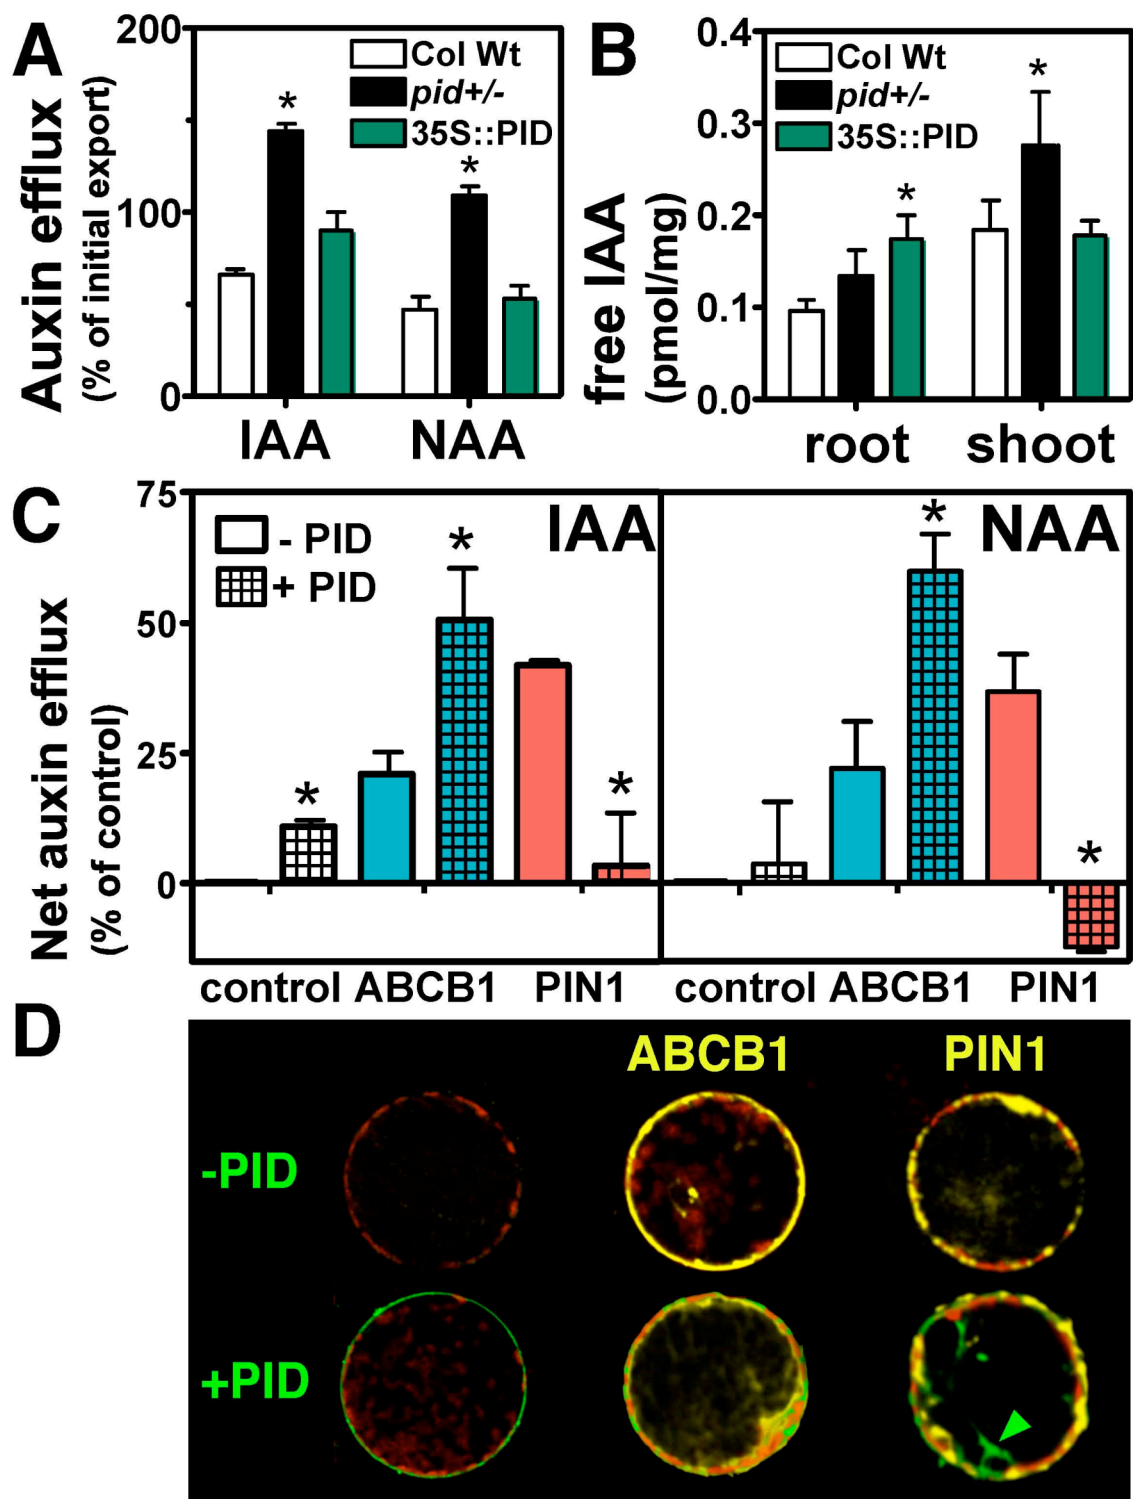 A
Auxin efflux
(% of initial export)
200
100
0
Col Wt
pid+/-
35S::PID
*
*
IAA NAA
B
free IAA
(pmol/mg)
0.4
0.3
0.2
0.1
0.0
Col Wt
pid+/-
35S::PID
*
*
root shoot
C
Net auxin efflux
(% of control)
75
50
25
0
- PID
+ PID
IAA
*
*
*
NAA
*
*
control ABCB1 PIN1 control ABCB1 PIN1
D
ABCB1 PIN1
-PID
+PID